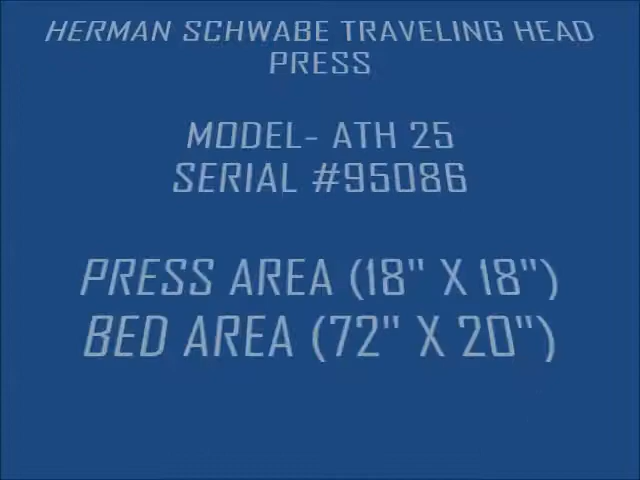 HERMAN SCHWABE TRAVELING HEAD
PRESS
MODEL- ATH 25
SERIAL #95086
PRESS AREA (18" X 18")
BED AREA (72" X 20")